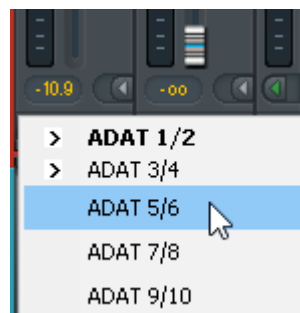 -10.9 -oo
> ADAT 1/2
> ADAT 3/4
ADAT 5/6
ADAT 7/8
ADAT 9/10